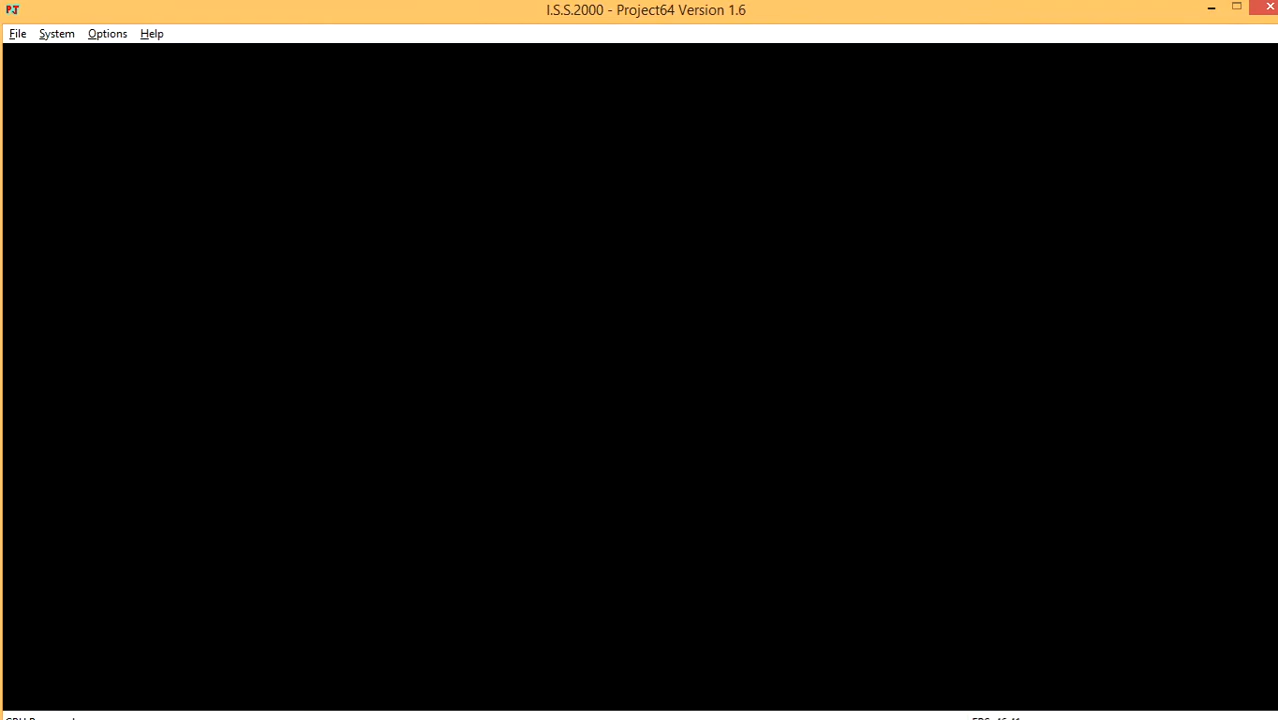 I.S.S.2000 - Project64 Version 1.6
File System Options Help